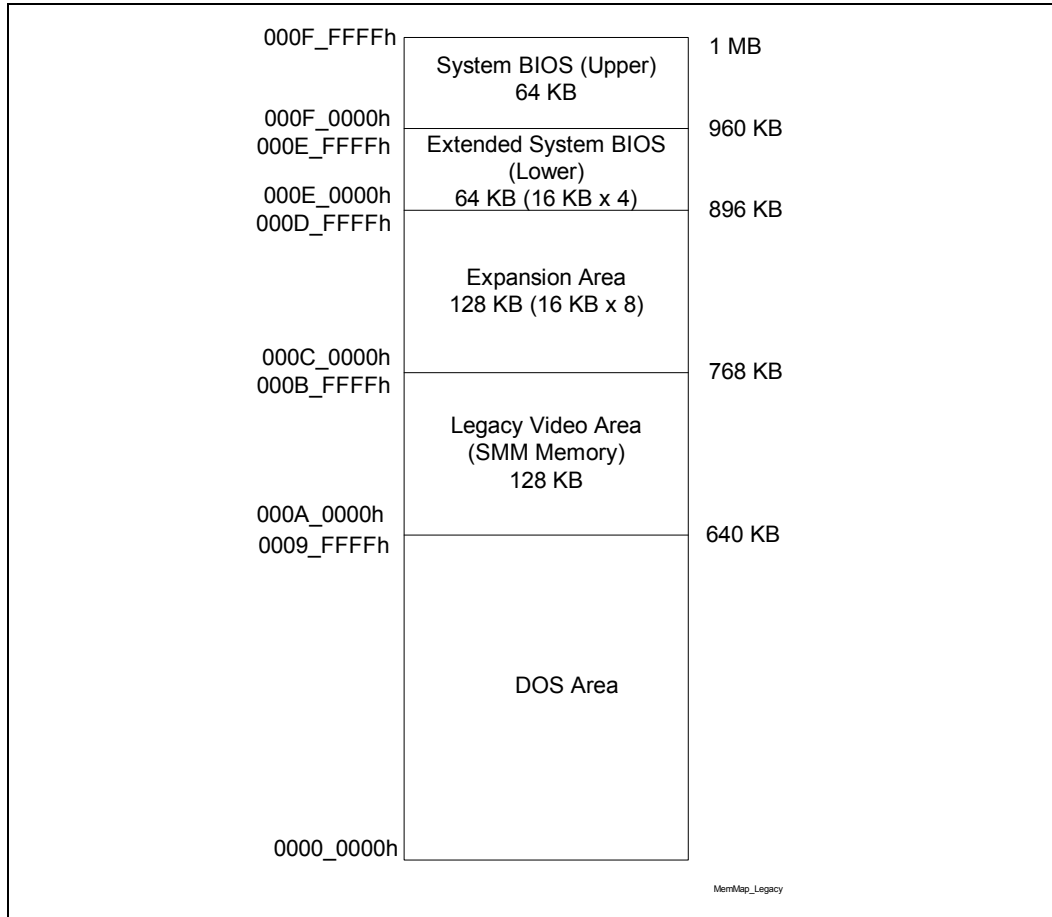 000F_FFFFh
1 MB
System BIOS (Upper)
64 KB
000F_0000h
960 KB
000E_FFFFh
Extended System BIOS
(Lower)
64 KB (16 KB x 4)
000E_0000h
896 KB
000D_FFFFh
Expansion Area
128 KB (16 KB x 8)
000C_0000h
768 KB
000B_FFFFh
Legacy Video Area
(SMM Memory)
128 KB
000A_0000h
640 KB
0009_FFFFh
DOS Area
0000_0000h
MemMap_Legacy